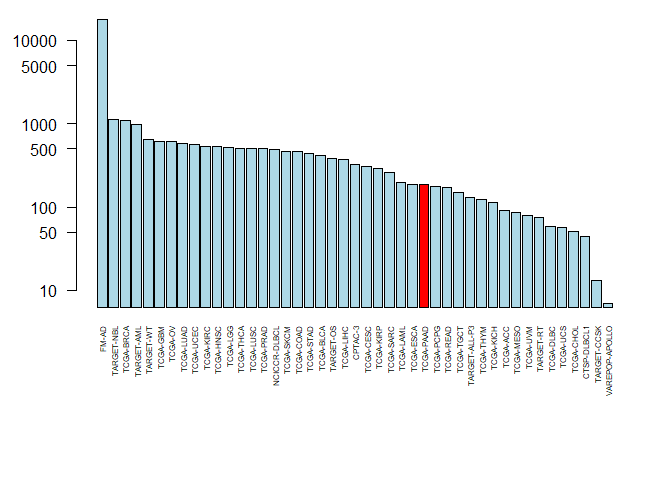 10000
5000
1000
500
100
50
10
FM-AD
TARGET-NBL
TCGA-BRCA
TARGET-AML
TARGET-WT
TCGA-GBM
TCGA-OV
TCGA-LUAD
TCGA-UCEC
TCGA-KIRC
TCGA-HNSC
TCGA-LGG
TCGA-THCA
TCGA-LUSC
TCGA-PRAD
NCICCR-DLBCL
TCGA-SKCM
TCGA-COAD
TCGA-STAD
TCGA-BLCA
TARGET-OS
TCGA-LIHC
CPTAC-3
TCGA-CESC
TCGA-KIRP
TCGA-SARC
TCGA-LAML
TCGA-ESCA
TCGA-PAAD
TCGA-PCPG
TCGA-READ
TCGA-TGCT
TARGET-ALL-P3
TCGA-THYM
TCGA-KICH
TCGA-ACC
TCGA-MESO
TCGA-UVM
TARGET-RT
TCGA-DLBC
TCGA-UCS
TCGA-CHOL
CTSP-DLBCL1
TARGET-CCSK
VAREPOP-APOLLO